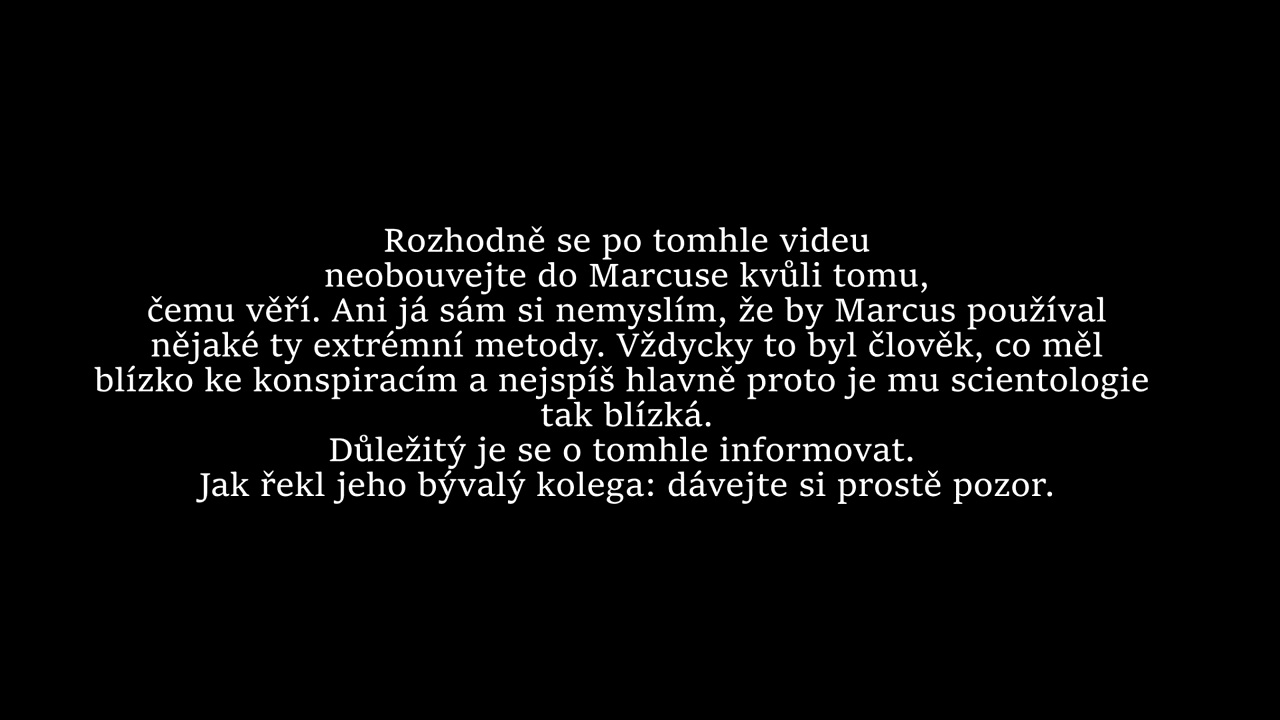 Rozhodně se po tomhle videu
neobouvejte do Marcuse kvůli tomu,
čemu věří. Ani já sám si nemyslím, že by Marcus používal
nějaké ty extrémní metody. Vždycky to byl člověk, co měl
blízko ke konspiracím a nejspíš hlavně proto je mu scientologie
tak blízká.
Důležitý je se o tomhle informovat.
Jak řekl jeho bývalý kolega: dávejte si prostě pozor.